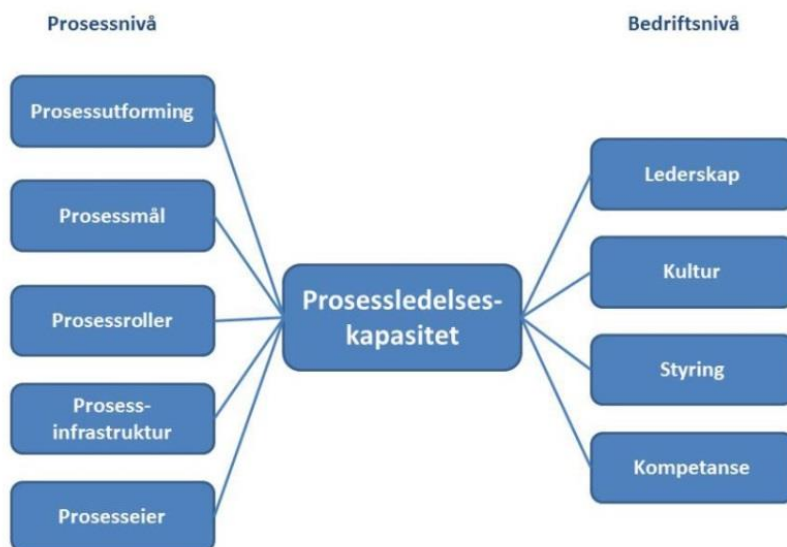 Prosessnivå
Bedriftsnivå
Prosessutforming
Prosessmål
Prosessroller
Prosess-
infrastruktur
Prosesseier
Prosessledelses-
kapasitet
Lederskap
Kultur
Styring
Kompetanse